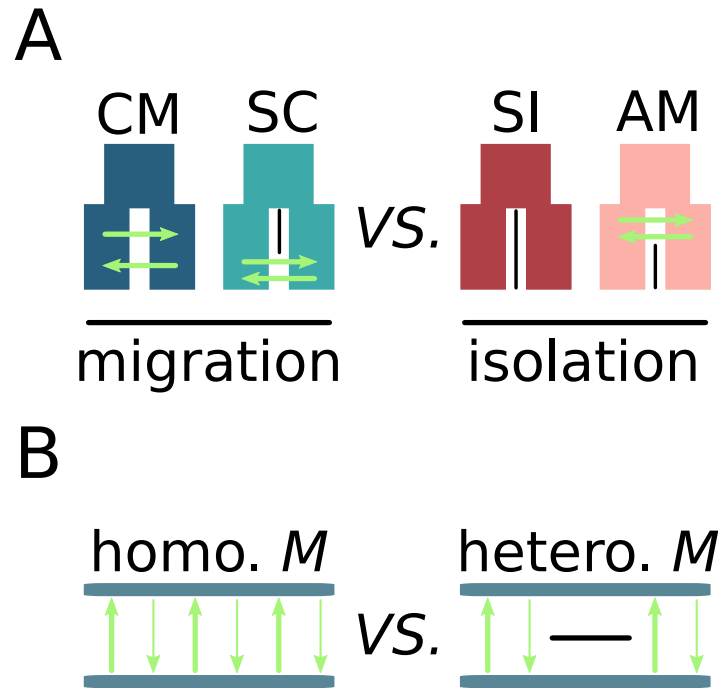 A
CM SC SI AM
VS.
migration isolation
B
homo. M hetero. M
VS.